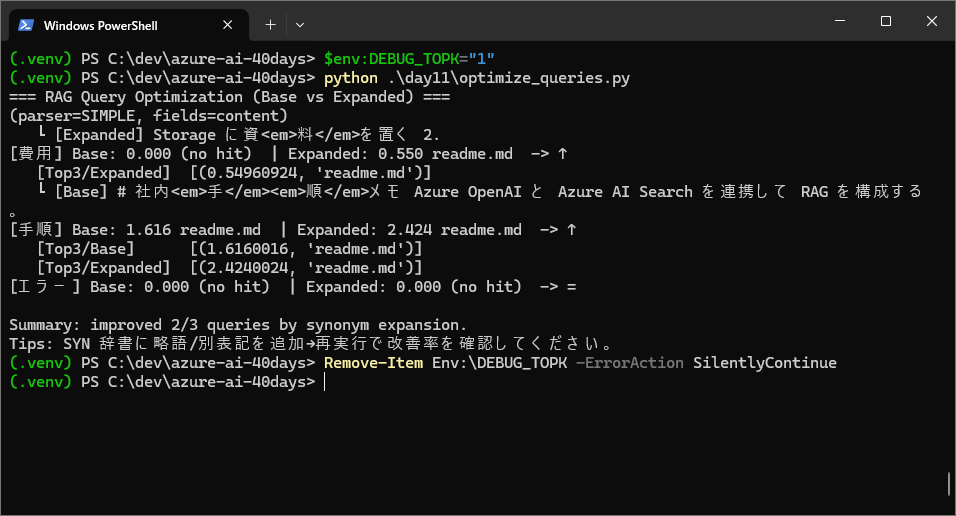 Windows PowerShell
(.venv) PS C:\dev\azure-ai-40days> $env:DEBUG_TOPK="1"
(.venv) PS C:\dev\azure-ai-40days> python .\day11\optimize_queries.py
=== RAG Query Optimization (Base vs Expanded) ===
(parser=SIMPLE, fields=content)
   └ [Expanded] Storage に資<em>料</em>を置く 2.
[費用] Base: 0.000 (no hit)  | Expanded: 0.550 readme.md  -> ↑
   [Top3/Expanded]  [(0.54960924, 'readme.md')]
   └ [Base] # 社内<em>手</em><em>順</em>メモ Azure OpenAI と Azure AI Search を連携して RAG を構成する
。
[手順] Base: 1.616 readme.md  | Expanded: 2.424 readme.md  -> ↑
   [Top3/Base]      [(1.6160016, 'readme.md')]
   [Top3/Expanded]  [(2.4240024, 'readme.md')]
[エラー] Base: 0.000 (no hit)  | Expanded: 0.000 (no hit)  -> =

Summary: improved 2/3 queries by synonym expansion.
Tips: SYN 辞書に略語/別表記を追加→再実行で改善率を確認してください。
(.venv) PS C:\dev\azure-ai-40days> Remove-Item Env:\DEBUG_TOPK -ErrorAction SilentlyContinue
(.venv) PS C:\dev\azure-ai-40days>